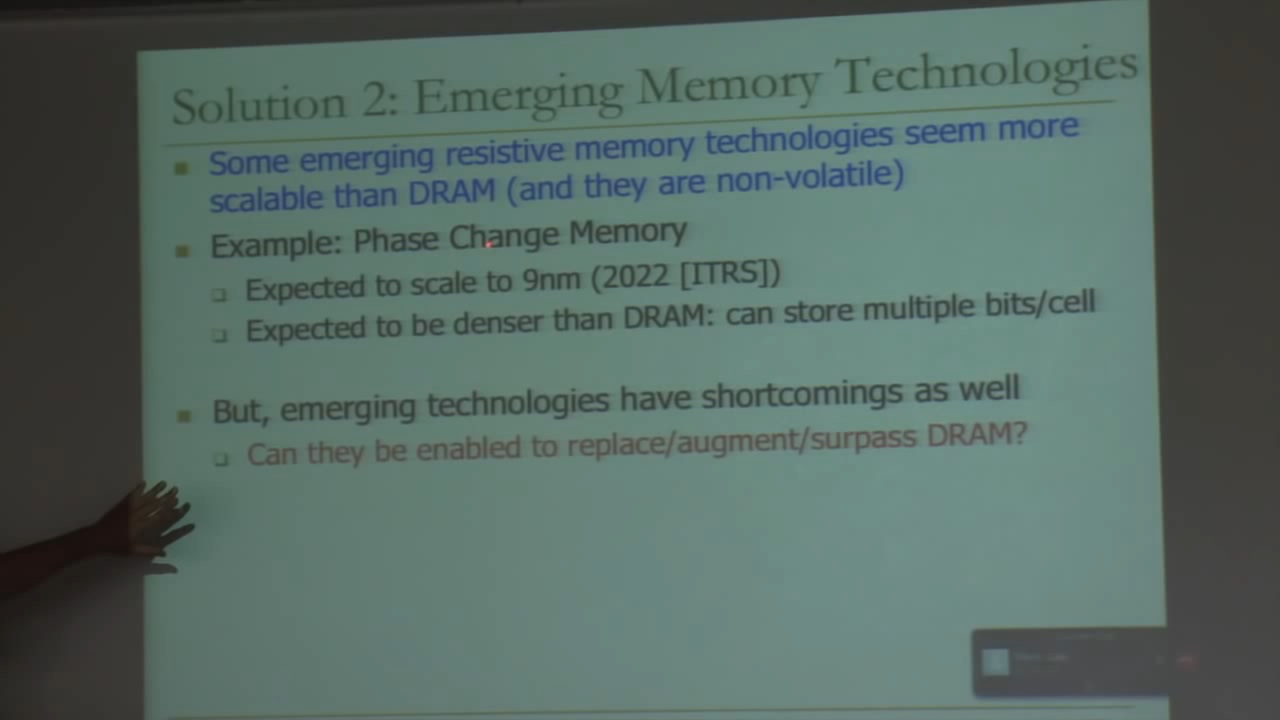 Solution 2: Emerging Memory Technologies
Some emerging resistive memory technologies seem more
scalable than DRAM (and they are non-volatile)
Example: Phase Change Memory
Expected to scale to 9nm (2022 [ITRS])
Expected to be denser than DRAM: can store multiple bits/cell
But, emerging technologies have shortcomings as well
Can they be enabled to replace/augment/surpass DRAM?